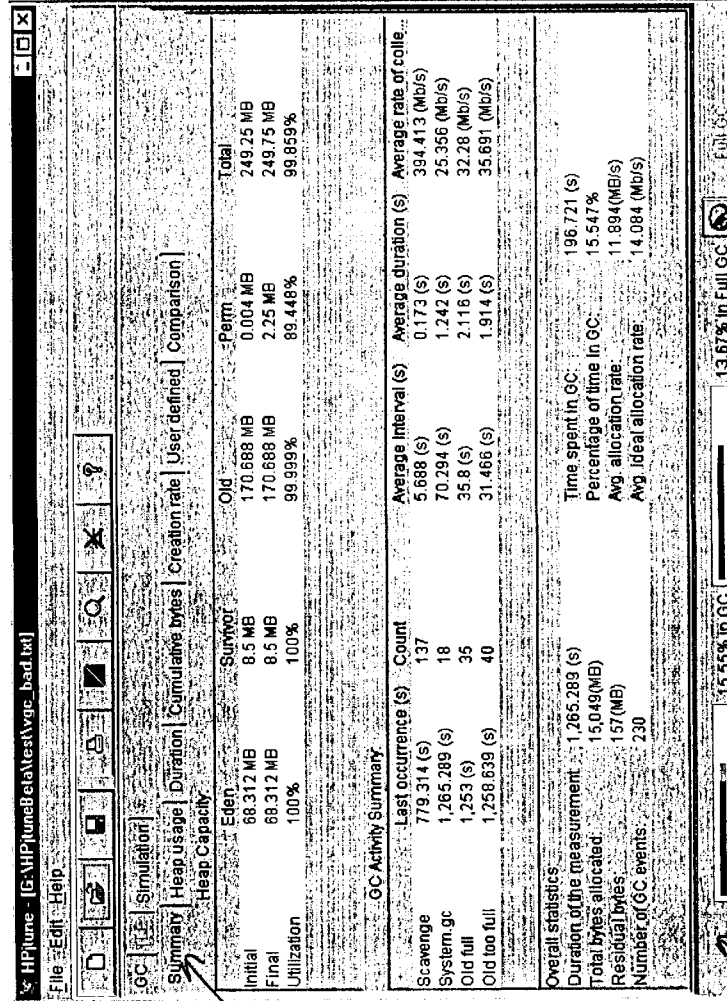 HPjtune - [G:\HPjtuneBeta\test\vgc_bad.txt]
File Edit Help
GC TLE Simulation
Summary Heap usage Duration Cumulative bytes Creation rate User defined Comparison
Heap Capacity
Eden Survivor Old Perm Total
Initial 68.312 MB 8.5 MB 170.688 MB 0.004 MB 249.25 MB
Final 68.312 MB 8.5 MB 170.688 MB 2.25 MB 249.75 MB
Utilization 100% 100% 99.999% 89.448% 99.859%
GC Activity Summary
Last occurrence (s) Count Average Interval (s) Average duration (s) Average rate of colle...
Scavenge 779.314 (s) 137 5.688 (s) 0.173 (s) 394.413 (Mb/s)
System.gc 1,265.289 (s) 18 70.294 (s) 1.242 (s) 25.356 (Mb/s)
Old full 1,253 (s) 35 35.8 (s) 2.116 (s) 32.28 (Mb/s)
Old too full 1,258.639 (s) 40 31.466 (s) 1.914 (s) 35.691 (Mb/s)
Overall statistics
Duration of the measurement: 1,265.289 (s) Time spent in GC: 196.721 (s)
Total bytes allocated: 15,049(MB) Percentage of time in GC: 15.547%
Residual bytes: 157(MB) Avg. allocation rate: 11.894(MB/s)
Number of GC events: 230 Avg. ideal allocation rate: 14.084 (Mb/s)
15.56% in GC 13.67% in Full GC Full GC